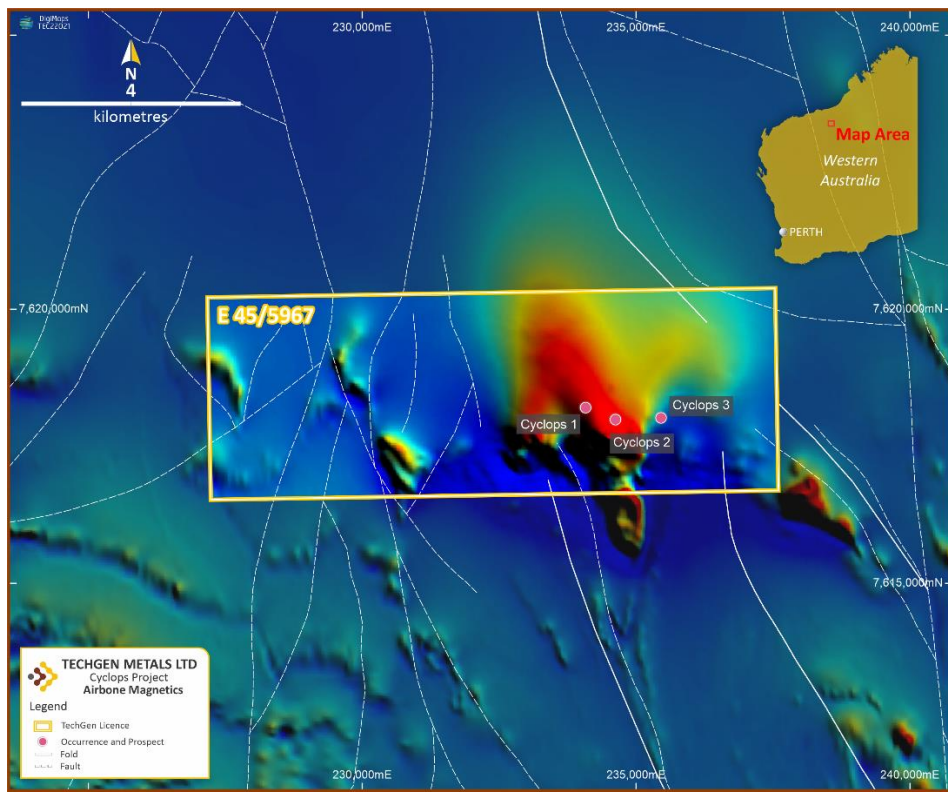 DigiMaps
TEC22021
230,000mE
235,000mE
240,000mE
N
4
kilometres
Map Area
Western
Australia
PERTH
7,620,000mN
7,620,000mN
E 45/5967
Cyclops 1
Cyclops 2
Cyclops 3
7,615,000mN
TECHGEN METALS LTD
Cyclops Project
Airbone Magnetics
Legend
TechGen Licence
Occurrence and Prospect
Fold
Fault
230,000mE
235,000mE
240,000mE